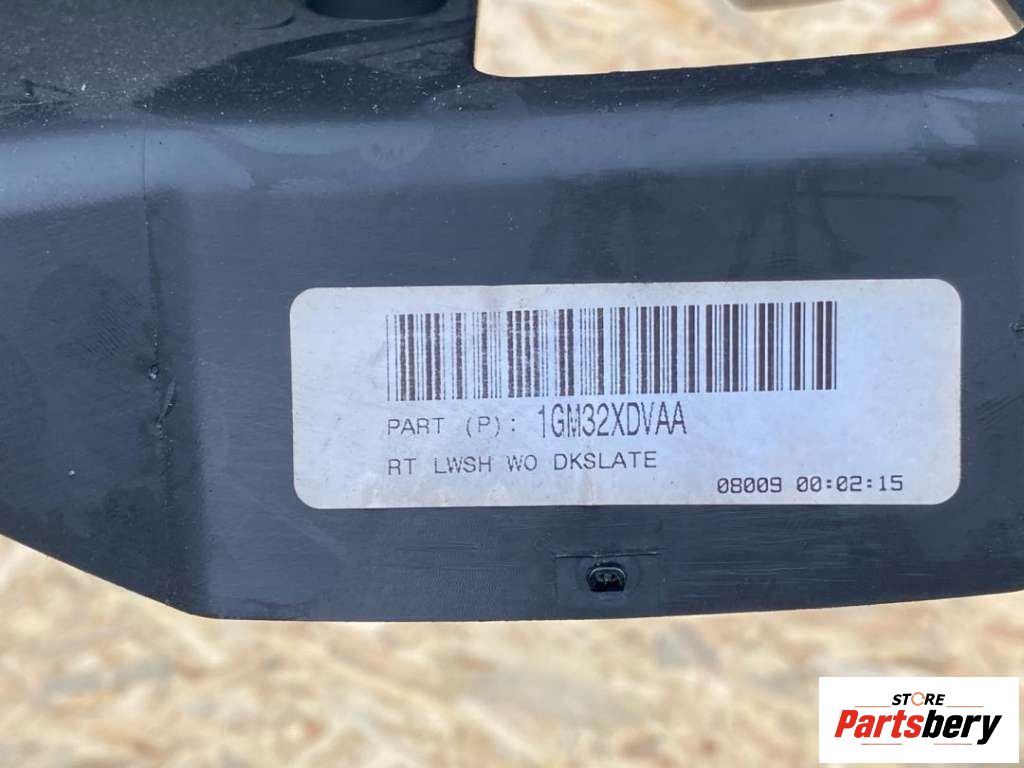 PART (P): 1GM32XDVAA
RT LWSH WO DKSLATE
08009 00:02:15
STORE
Partsbery